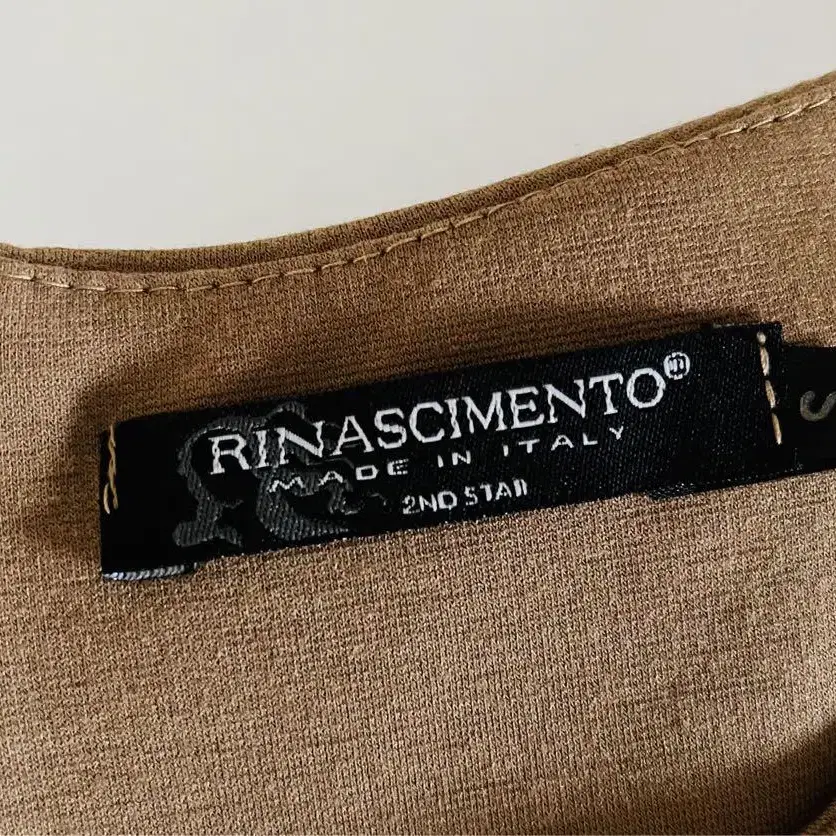 RINASCIMENTO®
MADE IN ITALY
2ND STAR
S